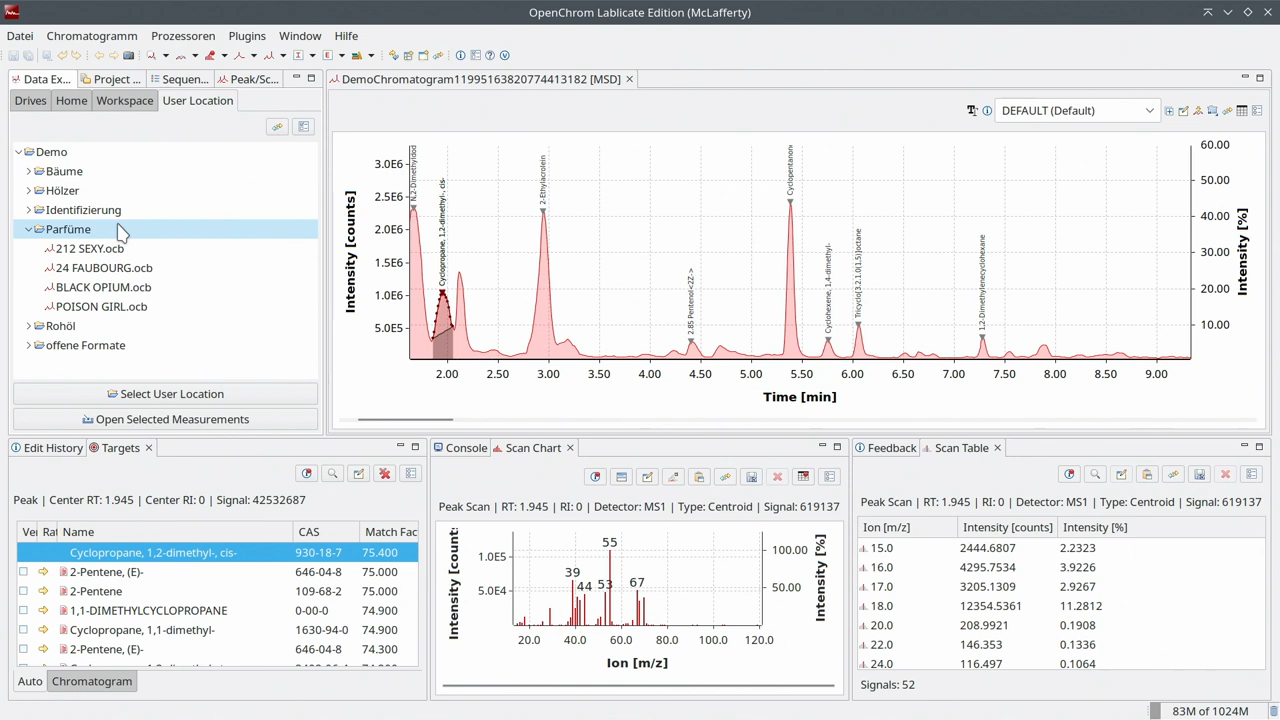 OpenChrom Lablicate Edition (McLafferty)
Datei Chromatogramm Prozessoren Plugins Window Hilfe
Data Ex... Project ... Sequen... Peak/Sc...
Drives Home Workspace User Location
Demo
Bäume
Hölzer
Identifizierung
Parfüme
212 SEXY.ocb
24 FAUBOURG.ocb
BLACK OPIUM.ocb
POISON GIRL.ocb
Rohöl
offene Formate
Select User Location
Open Selected Measurements
DemoChromatogram11995163820774413182 [MSD]
DEFAULT (Default)
Intensity [counts]
3.0E6
2.5E6
2.0E6
1.5E6
1.0E6
5.0E5
N,2-Dimethyldod
Cyclopropane, 1,2-dimethyl-, cis-
2-Ethylacrolein
2.85 Pentenol<2Z->
Cyclopentanone
Cyclohexene, 1,4-dimethyl-
Tricyclo[3.2.1.0(1,5)]octane
1,2-Dimethylenecyclohexane
60.00
50.00
40.00
30.00
20.00
10.00
Intensity [%]
2.00 2.50 3.00 3.50 4.00 4.50 5.00 5.50 6.00 6.50 7.00 7.50 8.00 8.50 9.00
Time [min]
Edit History Targets
Peak | Center RT: 1.945 | Center RI: 0 | Signal: 42532687
Ver Rat Name CAS Match Fac
Cyclopropane, 1,2-dimethyl-, cis- 930-18-7 75.400
2-Pentene, (E)- 646-04-8 75.000
2-Pentene 109-68-2 75.000
1,1-DIMETHYLCYCLOPROPANE 0-00-0 74.900
Cyclopropane, 1,1-dimethyl- 1630-94-0 74.900
2-Pentene, (E)- 646-04-8 74.300
Auto Chromatogram
Console Scan Chart
Peak Scan | RT: 1.945 | RI: 0 | Detector: MS1 | Type: Centroid | Signal: 619137
Intensity [count:
1.0E5
5.0E4
39 44 53 55 67
100.00
50.00
Intensity [%]
20.0 40.0 60.0 80.0 100.0 120.0
Ion [m/z]
Feedback Scan Table
Peak Scan | RT: 1.945 | RI: 0 | Detector: MS1 | Type: Centroid | Signal: 619137
Ion [m/z] Intensity [counts] Intensity [%]
15.0 2444.6807 2.2323
16.0 4295.7534 3.9226
17.0 3205.1309 2.9267
18.0 12354.5361 11.2812
20.0 208.9921 0.1908
22.0 146.353 0.1336
24.0 116.497 0.1064
Signals: 52
83M of 1024M